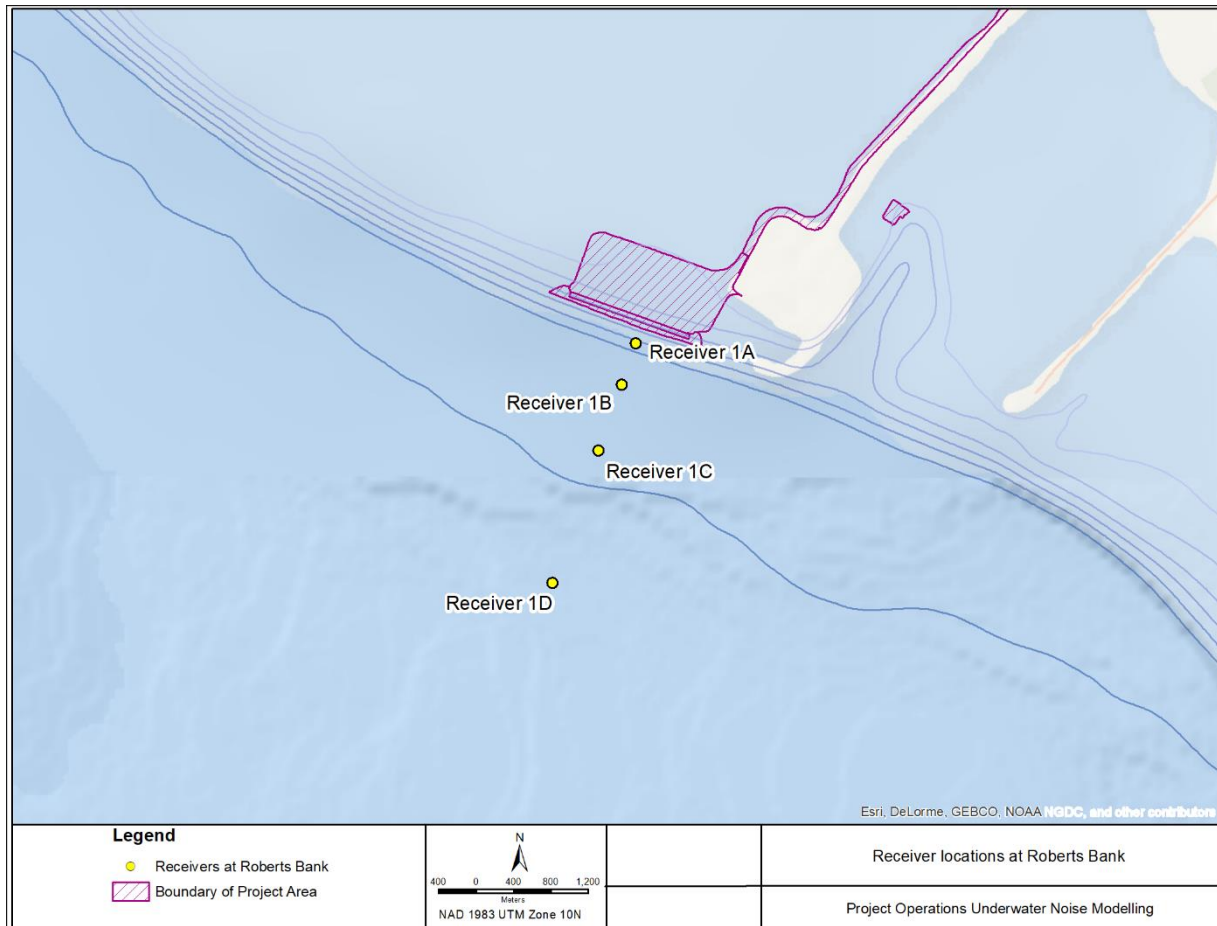 Receiver 1A
Receiver 1B
Receiver 1C
Receiver 1D
Esri, DeLorme, GEBCO, NOAA NGDC, and other contributors
Legend
Receivers at Roberts Bank
Boundary of Project Area
N
400 0 400 800 1,200
Meters
NAD 1983 UTM Zone 10N
Receiver locations at Roberts Bank
Project Operations Underwater Noise Modelling